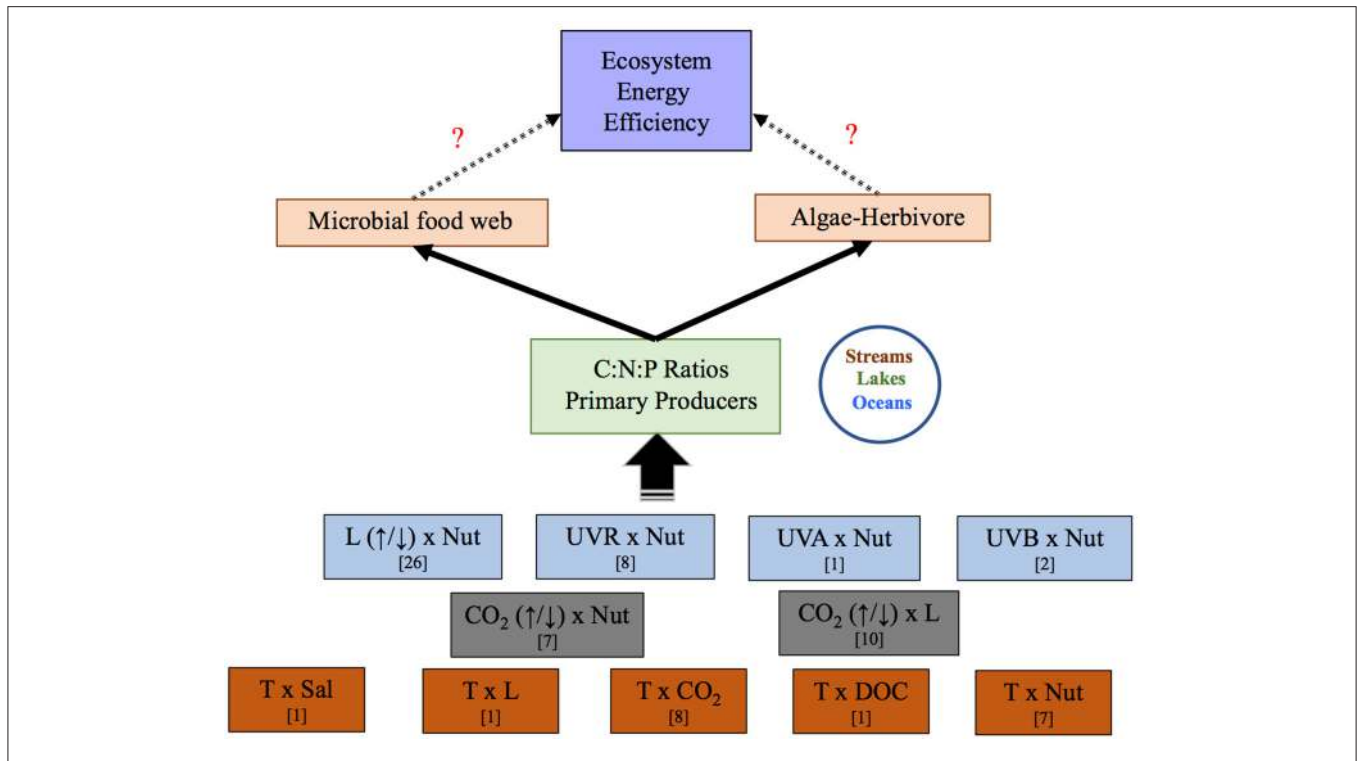 Ecosystem
Energy
Efficiency
?
?
Microbial food web
Algae-Herbivore
C:N:P Ratios
Primary Producers
Streams
Lakes
Oceans
L (↑/↓) x Nut
[26]
UVR x Nut
[8]
UVA x Nut
[1]
UVB x Nut
[2]
CO₂ (↑/↓) x Nut
[7]
CO₂ (↑/↓) x L
[10]
T x Sal
[1]
T x L
[1]
T x CO₂
[8]
T x DOC
[1]
T x Nut
[7]